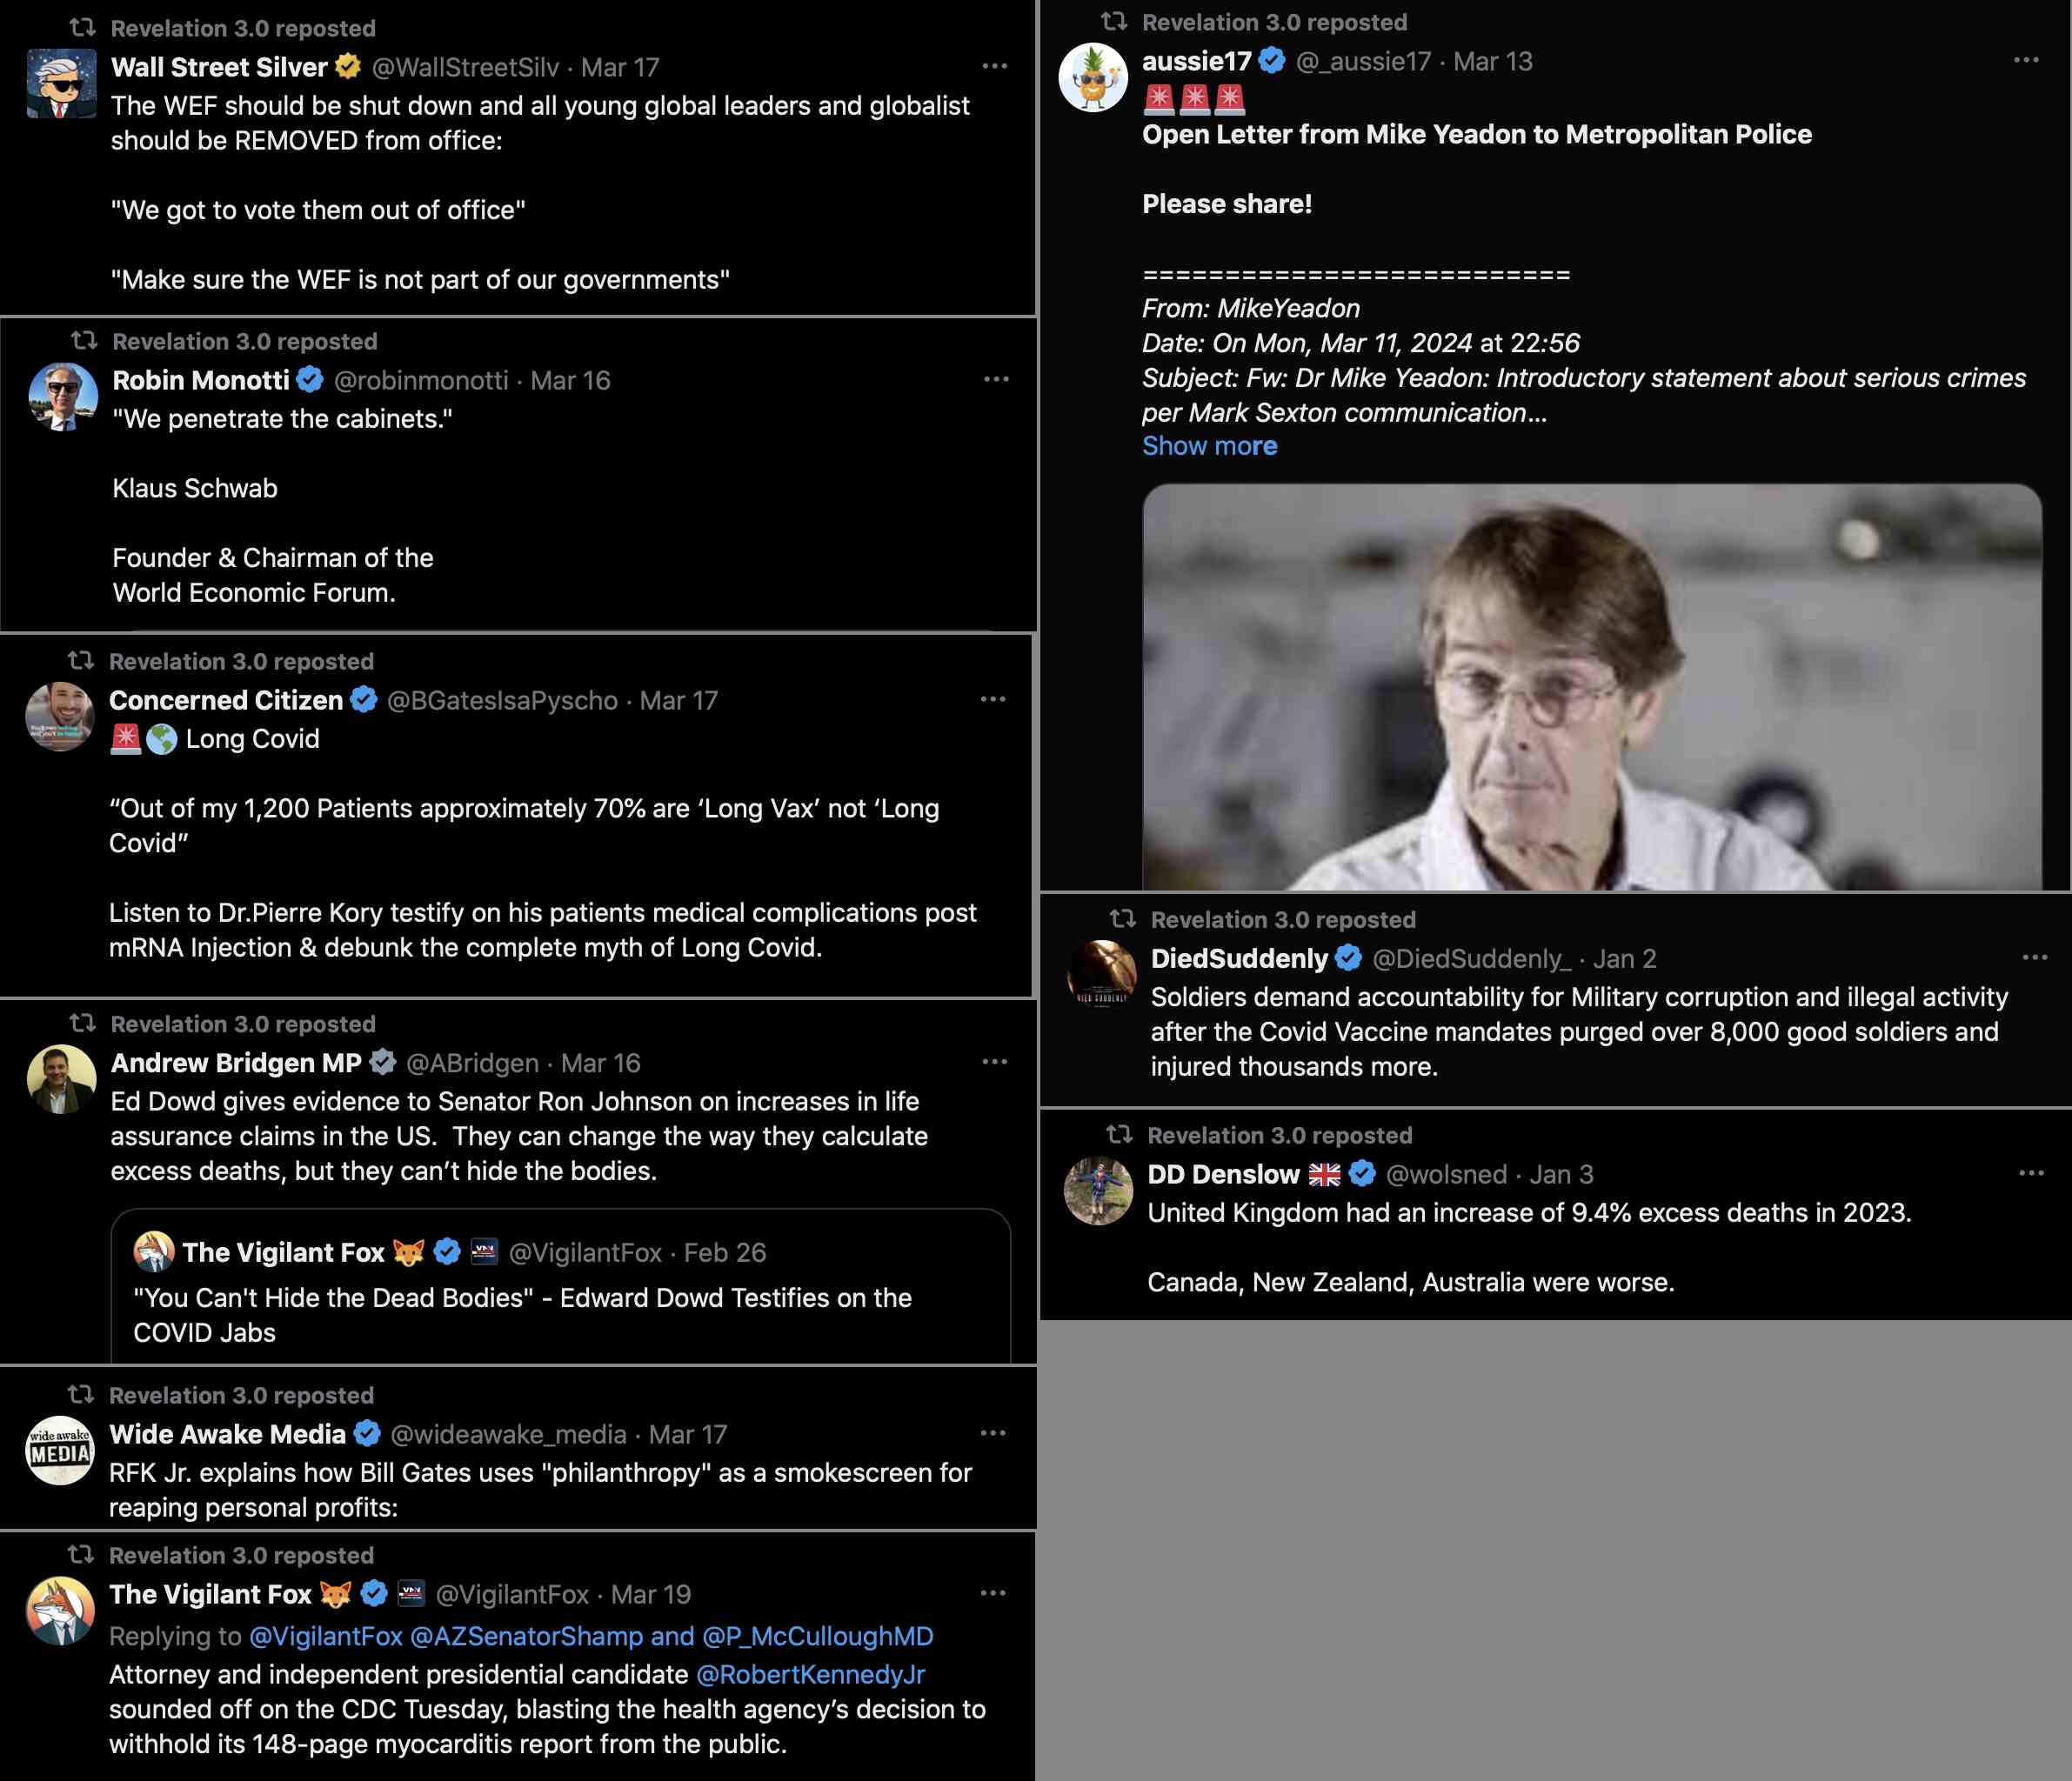 Revelation 3.0 reposted
Wall Street Silver @WallStreetSilv · Mar 17
The WEF should be shut down and all young global leaders and globalist
should be REMOVED from office:
"We got to vote them out of office"
"Make sure the WEF is not part of our governments"
Revelation 3.0 reposted
Robin Monotti @robinmonotti · Mar 16
"We penetrate the cabinets."
Klaus Schwab
Founder & Chairman of the
World Economic Forum.
Revelation 3.0 reposted
Concerned Citizen @BGatesIsaPyscho · Mar 17
🚨🌎 Long Covid
“Out of my 1,200 Patients approximately 70% are ‘Long Vax’ not ‘Long
Covid”
Listen to Dr.Pierre Kory testify on his patients medical complications post
mRNA Injection & debunk the complete myth of Long Covid.
Revelation 3.0 reposted
Andrew Bridgen MP @ABridgen · Mar 16
Ed Dowd gives evidence to Senator Ron Johnson on increases in life
assurance claims in the US.  They can change the way they calculate
excess deaths, but they can’t hide the bodies.
The Vigilant Fox 🦊 @VigilantFox · Feb 26
"You Can't Hide the Dead Bodies" - Edward Dowd Testifies on the
COVID Jabs
Revelation 3.0 reposted
wide awake
MEDIA
Wide Awake Media @wideawake_media · Mar 17
RFK Jr. explains how Bill Gates uses "philanthropy" as a smokescreen for
reaping personal profits:
Revelation 3.0 reposted
The Vigilant Fox 🦊 @VigilantFox · Mar 19
Replying to @VigilantFox @AZSenatorShamp and @P_McCulloughMD
Attorney and independent presidential candidate @RobertKennedyJr
sounded off on the CDC Tuesday, blasting the health agency’s decision to
withhold its 148-page myocarditis report from the public.
Revelation 3.0 reposted
aussie17 @_aussie17 · Mar 13
🚨🚨🚨
Open Letter from Mike Yeadon to Metropolitan Police
Please share!
==========================
From: MikeYeadon
Date: On Mon, Mar 11, 2024 at 22:56
Subject: Fw: Dr Mike Yeadon: Introductory statement about serious crimes
per Mark Sexton communication...
Show more
Revelation 3.0 reposted
DIED SUDDENLY
DiedSuddenly @DiedSuddenly_ · Jan 2
Soldiers demand accountability for Military corruption and illegal activity
after the Covid Vaccine mandates purged over 8,000 good soldiers and
injured thousands more.
Revelation 3.0 reposted
DD Denslow 🇬🇧 @wolsned · Jan 3
United Kingdom had an increase of 9.4% excess deaths in 2023.
Canada, New Zealand, Australia were worse.